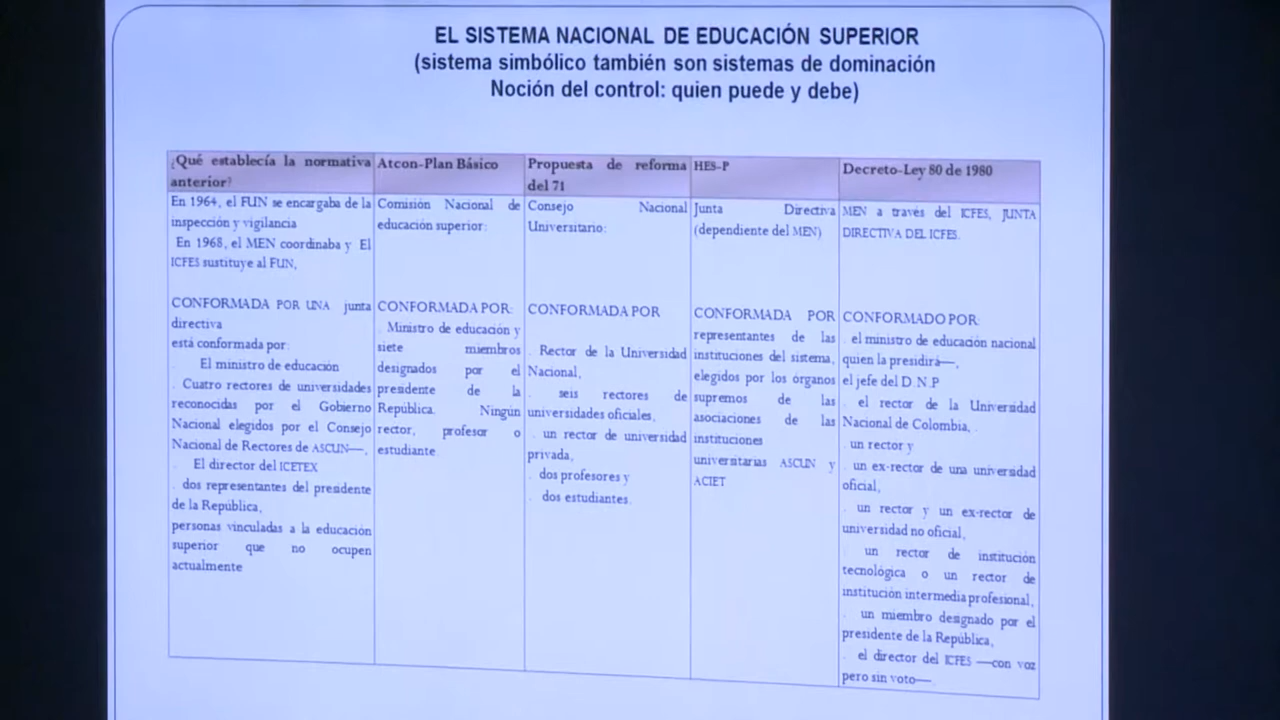 EL SISTEMA NACIONAL DE EDUCACIÓN SUPERIOR
(sistema simbólico también son sistemas de dominación
Noción del control: quien puede y debe)
¿Qué establecía la normativa
anterior?
En 1964, el FUN se encargaba de la
inspección y vigilancia
En 1968, el MEN coordinaba y El
ICFES sustituye al FUN,
CONFORMADA POR UNA junta
directiva
está conformada por:
El ministro de educación
. Cuatro rectores de universidades
reconocidas por el Gobierno
Nacional elegidos por el Consejo
Nacional de Rectores de ASCUN—,
. El director del ICETEX
. dos representantes del presidente
de la República,
personas vinculadas a la educación
superior que no ocupen
actualmente
Atcon-Plan Básico
Comisión Nacional de
educación superior:
CONFORMADA POR:
. Ministro de educación y
siete miembros
designados por el
presidente de la
República. Ningún
rector, profesor o
estudiante
Propuesta de reforma
del 71
Consejo Nacional
Universitario:
CONFORMADA POR
. Rector de la Universidad
Nacional,
. seis rectores de
universidades oficiales,
. un rector de universidad
privada,
. dos profesores y
. dos estudiantes.
HES-P
Junta Directiva
(dependiente del MEN)
CONFORMADA POR
representantes de las
instituciones del sistema,
elegidos por los órganos
supremos de las
asociaciones de las
instituciones
universitarias ASCUN y
ACIET
Decreto-Ley 80 de 1980
MEN a través del ICFES, JUNTA
DIRECTIVA DEL ICFES.
CONFORMADO POR:
. el ministro de educación nacional
quien la presidirá—,
el jefe del D.N.P
. el rector de la Universidad
Nacional de Colombia, .
. un rector y
. un ex-rector de una universidad
oficial,
. un rector y un ex-rector de
universidad no oficial,
. un rector de institución
tecnológica o un rector de
institución intermedia profesional,
. un miembro designado por el
presidente de la República,
. el director del ICFES —con voz
pero sin voto—.